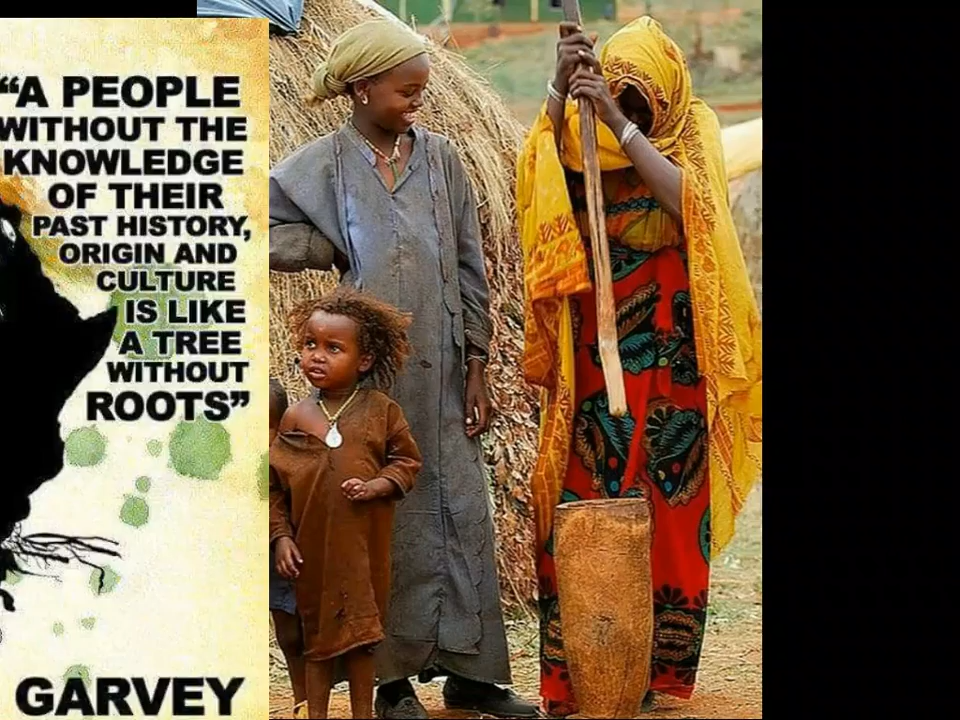 “A PEOPLE
WITHOUT THE
KNOWLEDGE
OF THEIR
PAST HISTORY,
ORIGIN AND
CULTURE
IS LIKE
A TREE
WITHOUT
ROOTS”
GARVEY